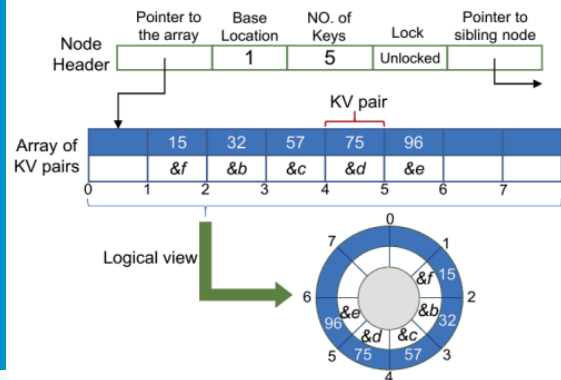 Pointer to the array
Base Location
NO. of Keys
Lock
Pointer to sibling node
Node Header
1
5
Unlocked
KV pair
Array of KV pairs
15 32 57 75 96
&f &b &c &d &e
0 1 2 3 4 5 6 7
Logical view
0
7 1
&f 15
6 2
&e &b
96 32
&d &c
5 75 57 3
4